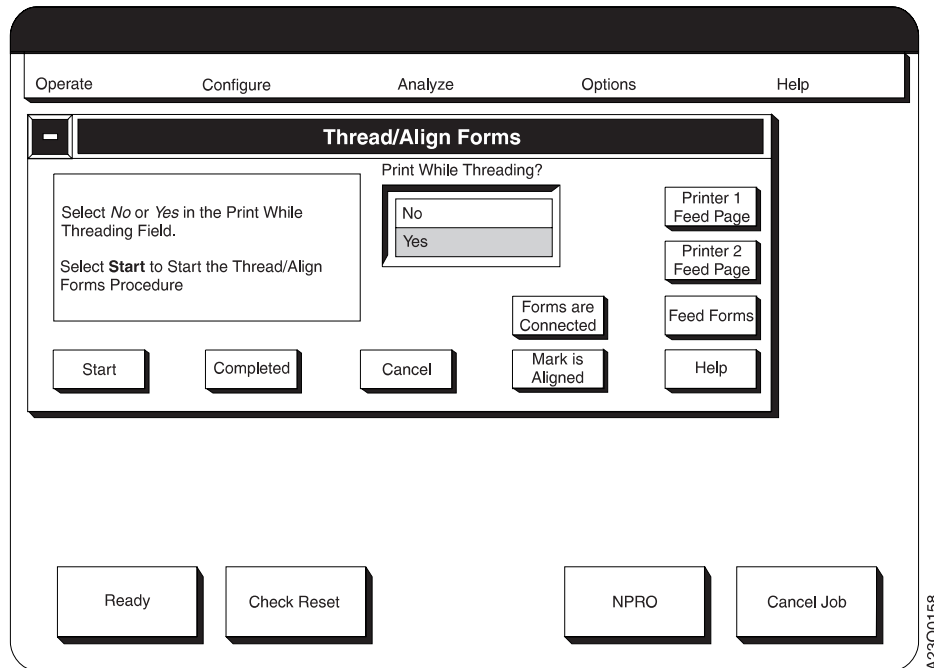 Operate Configure Analyze Options Help
Thread/Align Forms
Print While Threading?
Select No or Yes in the Print While
Threading Field.
Select Start to Start the Thread/Align
Forms Procedure
No
Yes
Printer 1
Feed Page
Printer 2
Feed Page
Forms are
Connected
Feed Forms
Start
Completed
Cancel
Mark is
Aligned
Help
Ready
Check Reset
NPRO
Cancel Job
A23O0158